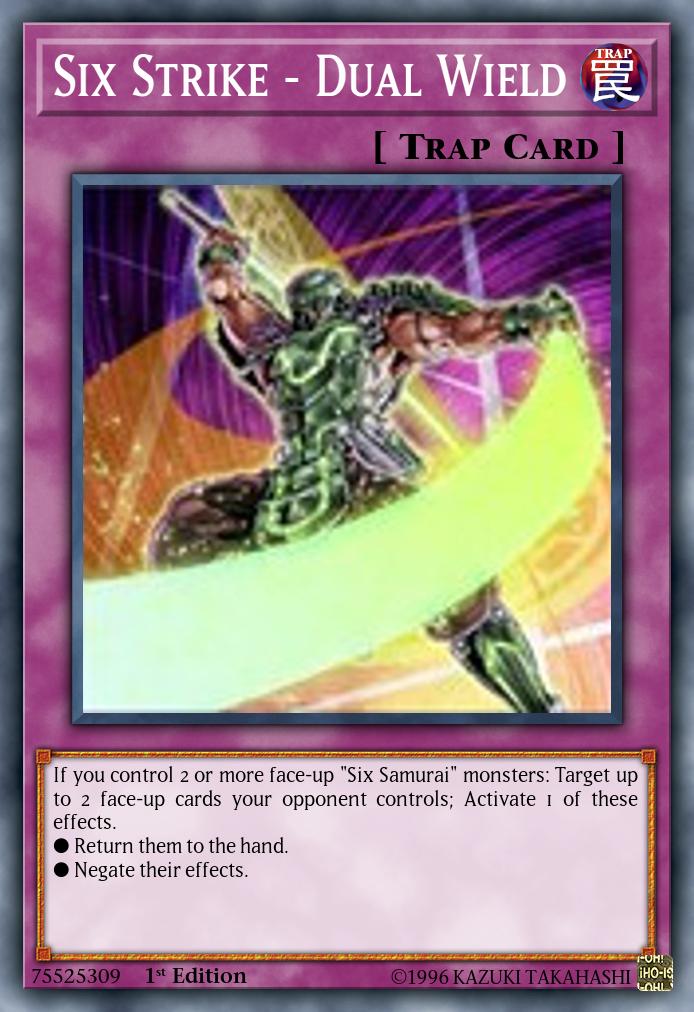 Six Strike - Dual Wield
TRAP
罠
[ Trap Card ]
If you control 2 or more face-up "Six Samurai" monsters: Target up
to 2 face-up cards your opponent controls; Activate 1 of these
effects.
● Return them to the hand.
● Negate their effects.
75525309 1st Edition ©1996 KAZUKI TAKAHASHI